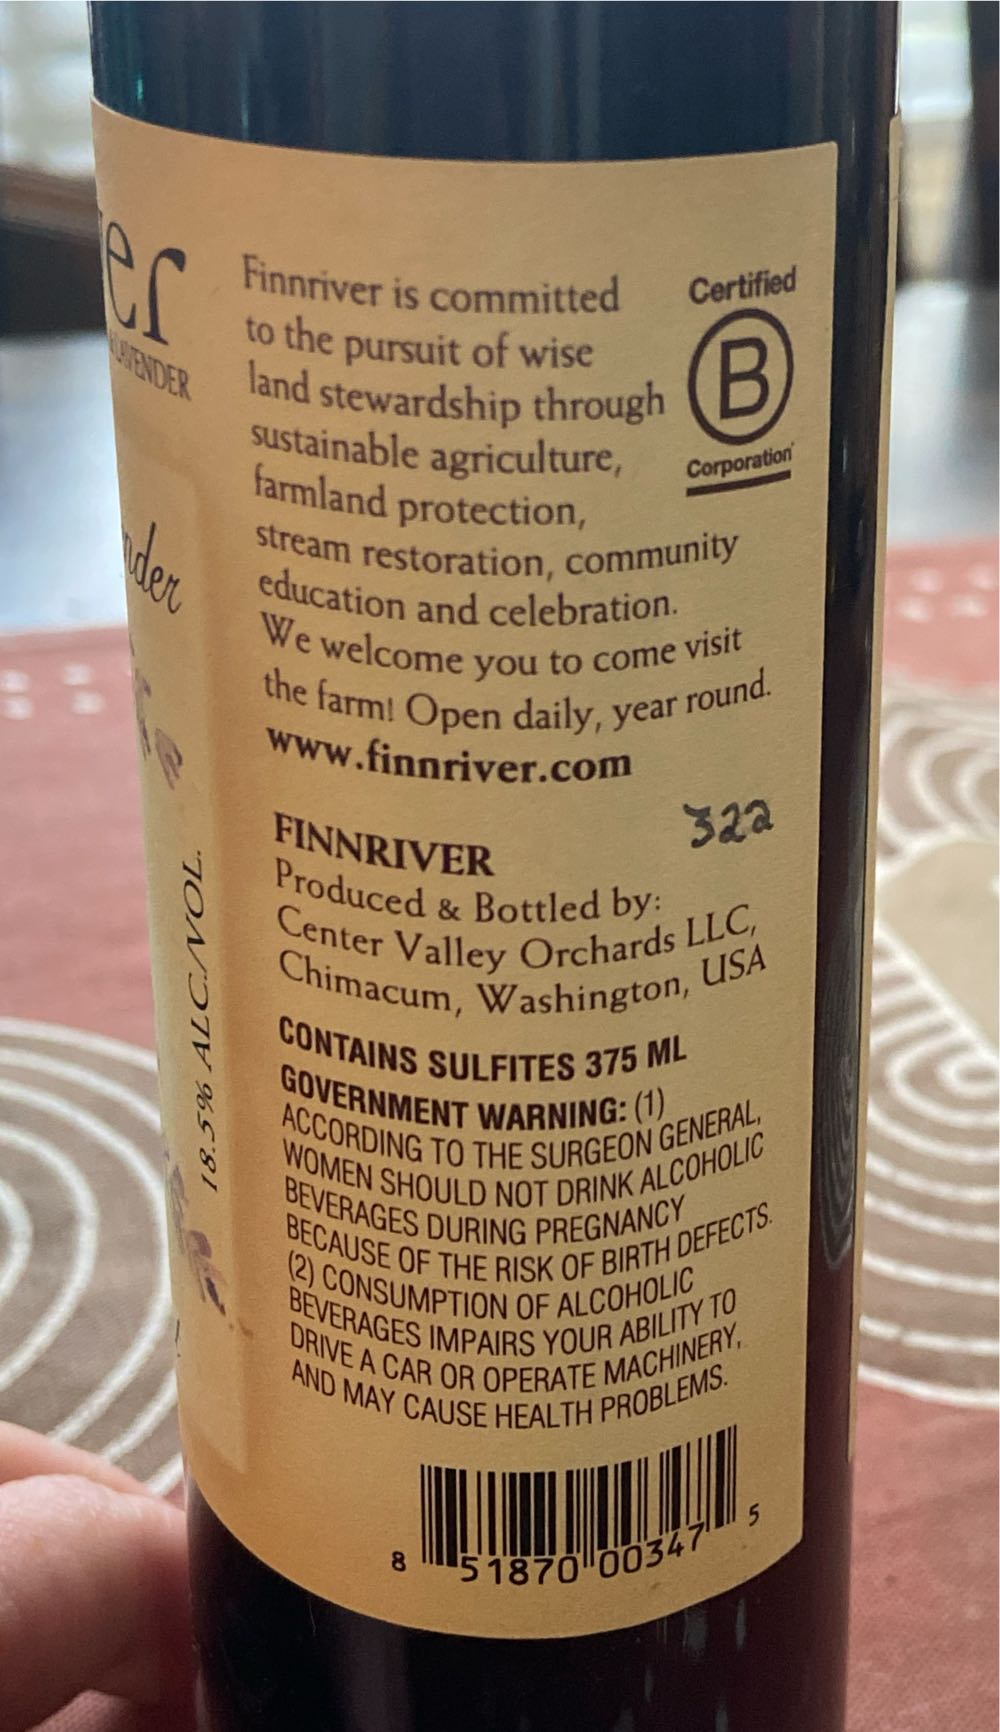 er
LAVENDER
nder
18.5% ALC./VOL.
Finnriver is committed
to the pursuit of wise
land stewardship through
sustainable agriculture,
farmland protection,
stream restoration, community
education and celebration.
We welcome you to come visit
the farm! Open daily, year round.
www.finnriver.com
Certified
B
Corporation
322
FINNRIVER
Produced & Bottled by:
Center Valley Orchards LLC,
Chimacum, Washington, USA
CONTAINS SULFITES 375 ML
GOVERNMENT WARNING: (1)
ACCORDING TO THE SURGEON GENERAL,
WOMEN SHOULD NOT DRINK ALCOHOLIC
BEVERAGES DURING PREGNANCY
BECAUSE OF THE RISK OF BIRTH DEFECTS.
(2) CONSUMPTION OF ALCOHOLIC
BEVERAGES IMPAIRS YOUR ABILITY TO
DRIVE A CAR OR OPERATE MACHINERY,
AND MAY CAUSE HEALTH PROBLEMS.
8 51870 00347 5